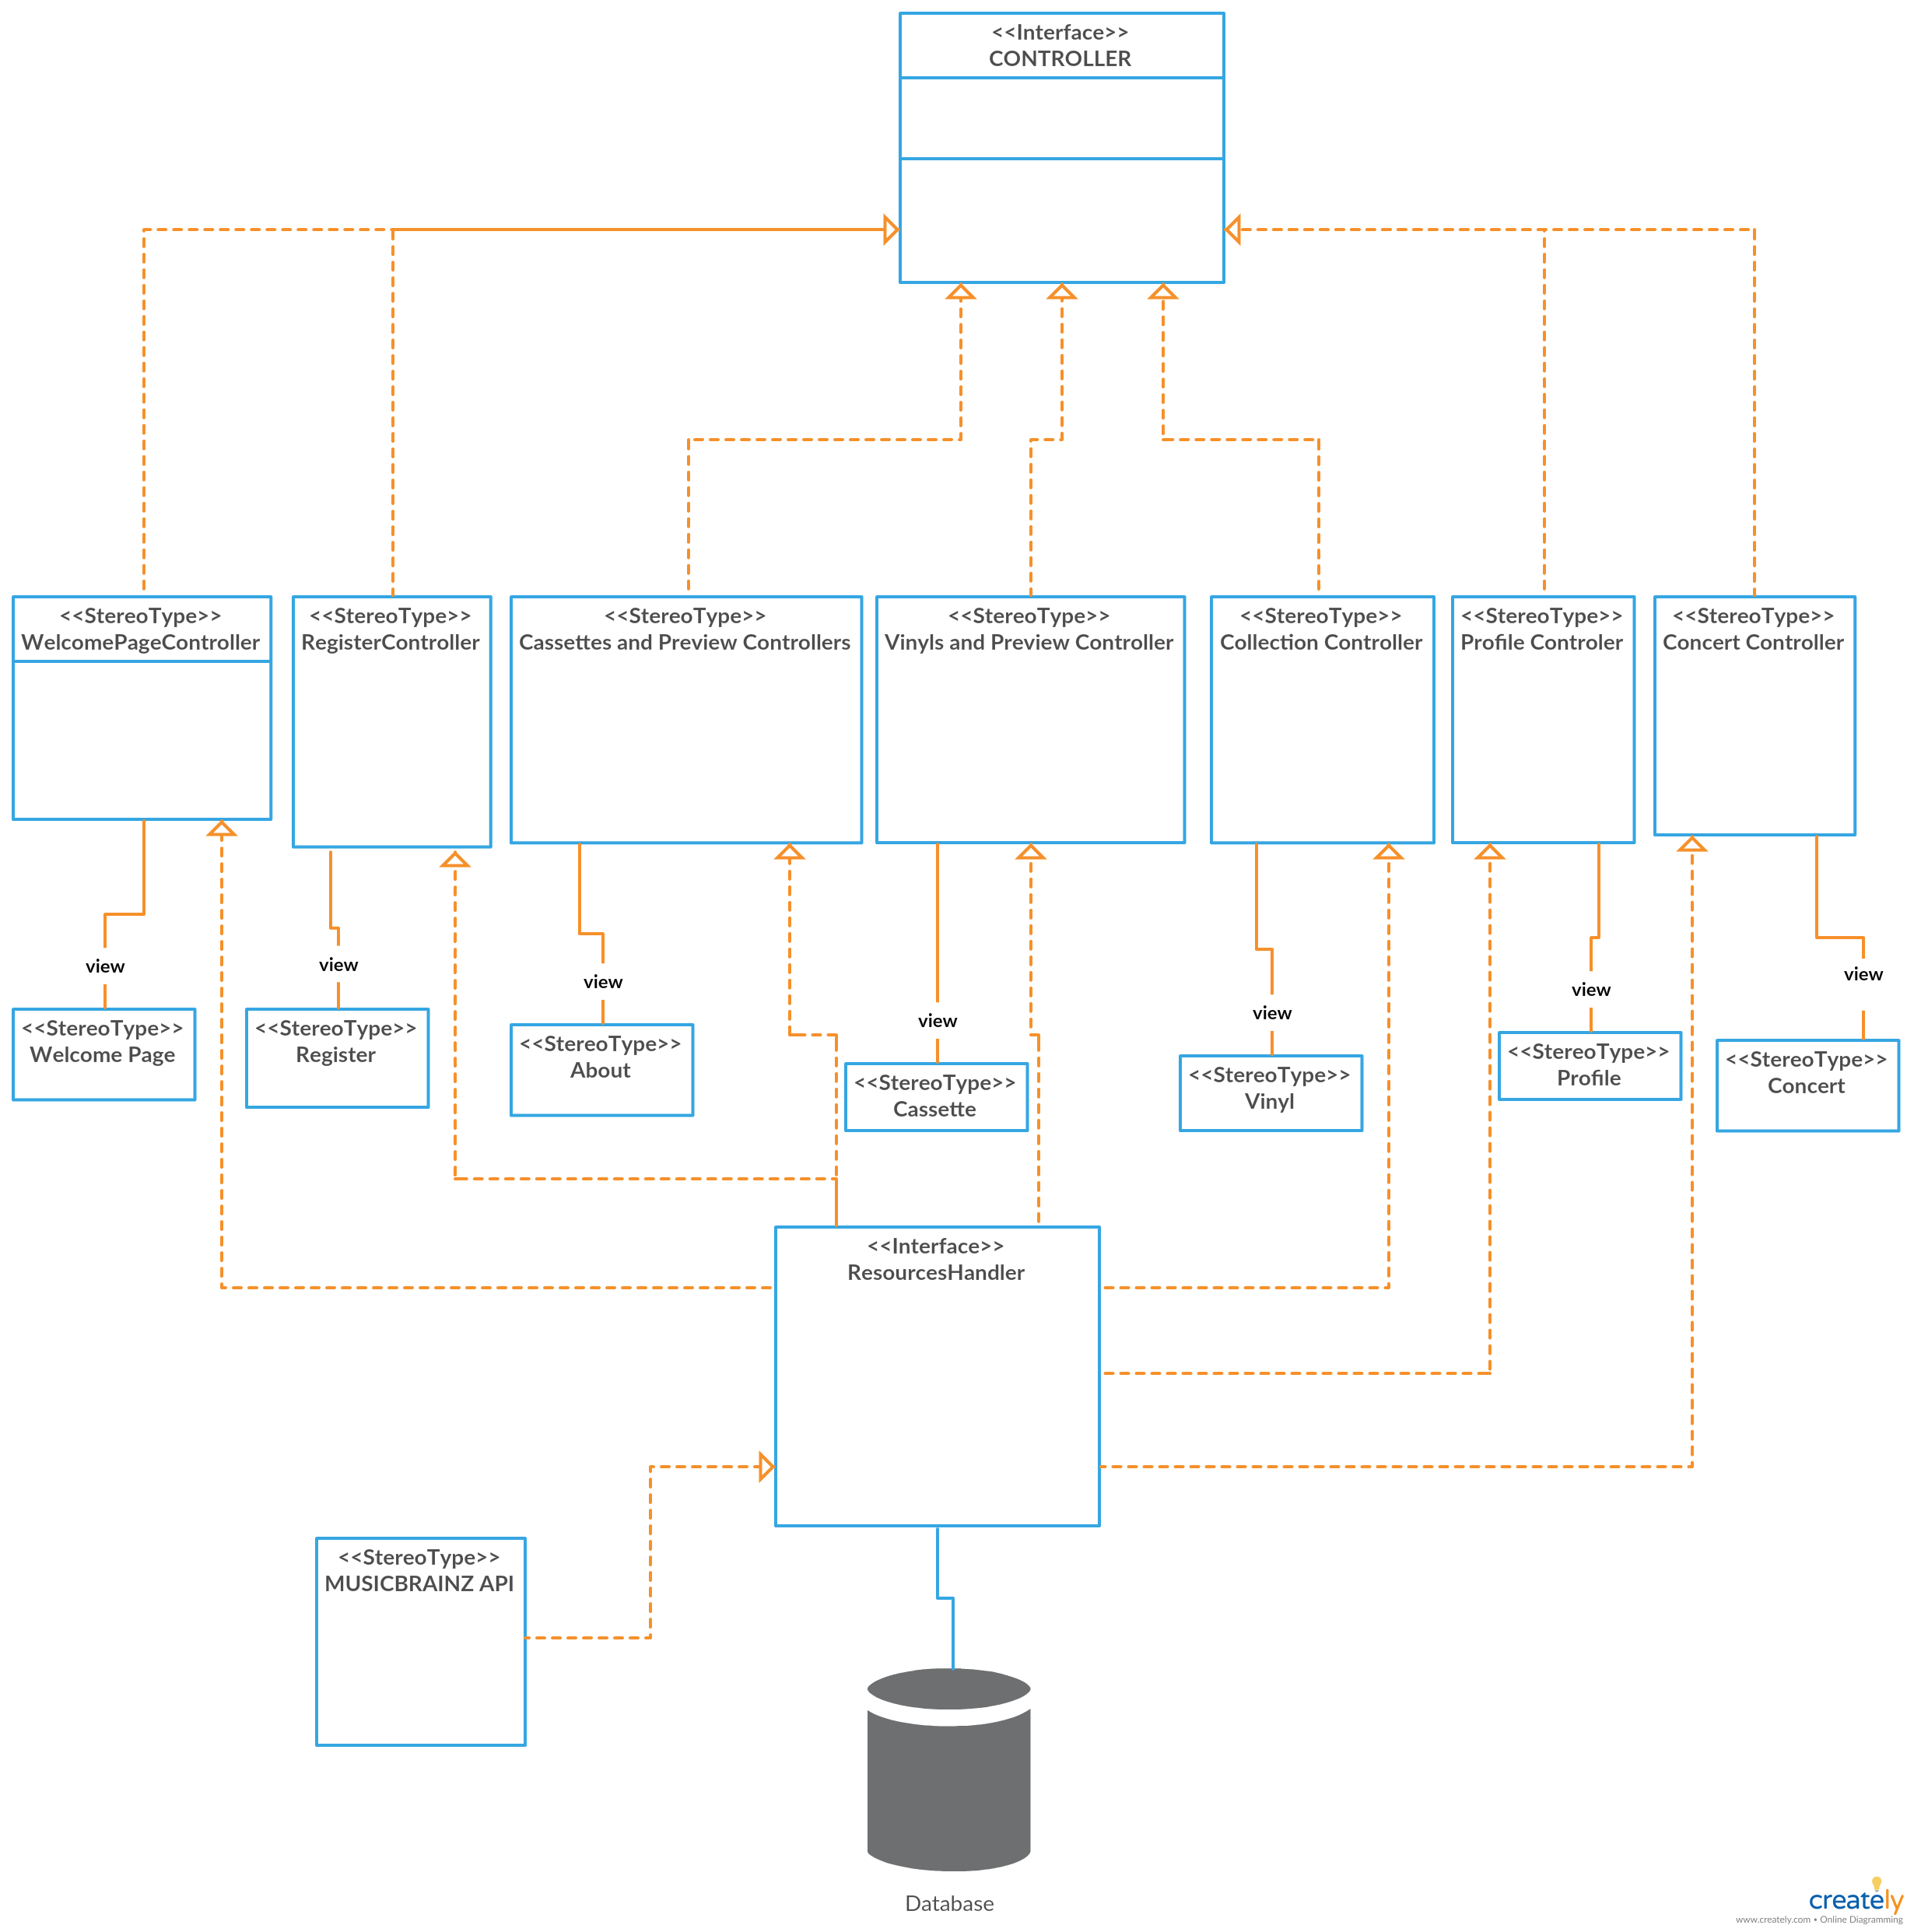 <<Interface>>
CONTROLLER
<<StereoType>>
WelcomePageController
<<StereoType>>
RegisterController
<<StereoType>>
Cassettes and Preview Controllers
<<StereoType>>
Vinyls and Preview Controller
<<StereoType>>
Collection Controller
<<StereoType>>
Profile Controler
<<StereoType>>
Concert Controller
view
view
view
view
view
view
view
<<StereoType>>
Welcome Page
<<StereoType>>
Register
<<StereoType>>
About
<<StereoType>>
Cassette
<<StereoType>>
Vinyl
<<StereoType>>
Profile
<<StereoType>>
Concert
<<Interface>>
ResourcesHandler
<<StereoType>>
MUSICBRAINZ API
Database
creately
www.creately.com • Online Diagramming